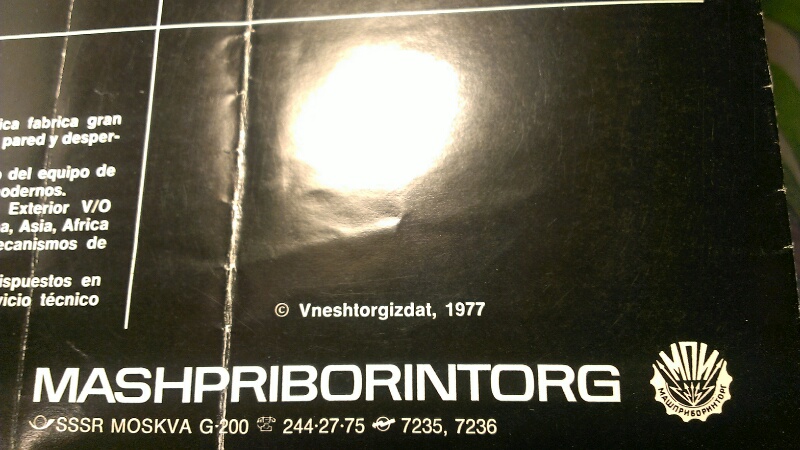 ica fabrica gran
pared y desper-
del equipo de
odernos.
Exterior V/O
a, Asia, Africa
ecanismos de
ispuestos en
vicio técnico
© Vneshtorgizdat, 1977
MASHPRIBORINTORG
SSSR MOSKVA G-200 244-27-75 7235, 7236
МПИ
МАШПРИБОРИНТОРГ